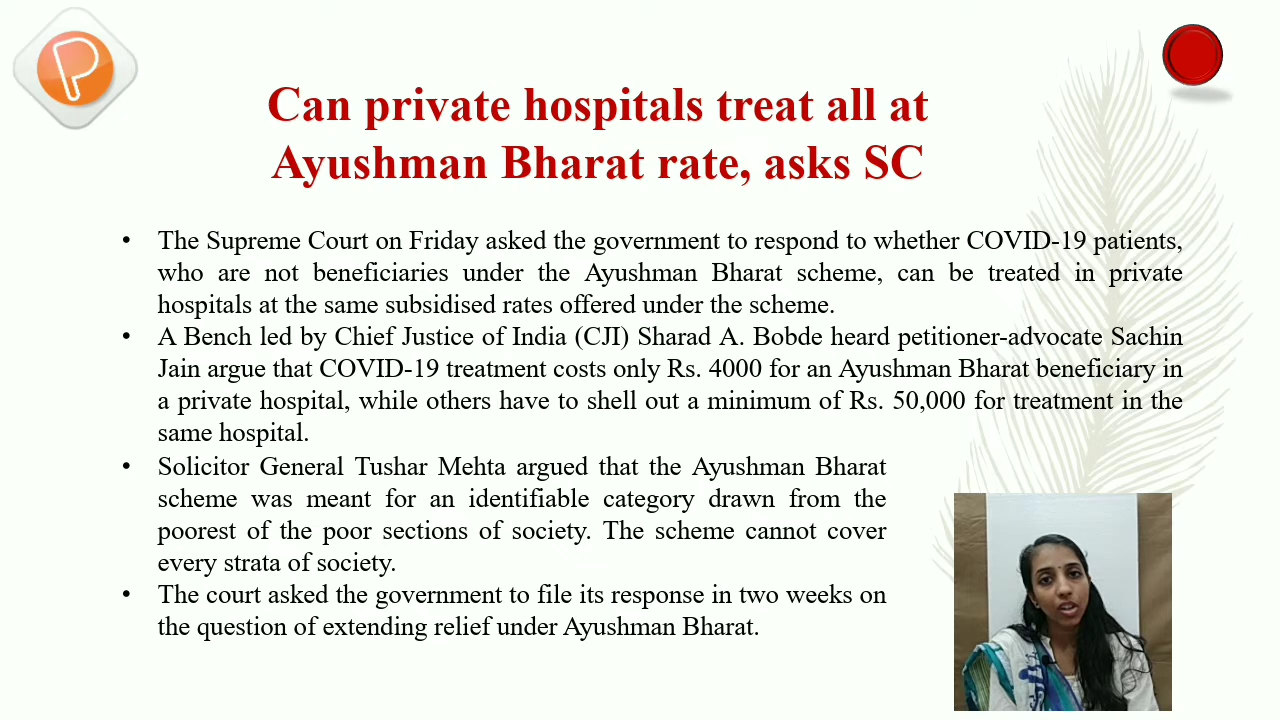 P
Can private hospitals treat all at
Ayushman Bharat rate, asks SC
• The Supreme Court on Friday asked the government to respond to whether COVID-19 patients,
who are not beneficiaries under the Ayushman Bharat scheme, can be treated in private
hospitals at the same subsidised rates offered under the scheme.
• A Bench led by Chief Justice of India (CJI) Sharad A. Bobde heard petitioner-advocate Sachin
Jain argue that COVID-19 treatment costs only Rs. 4000 for an Ayushman Bharat beneficiary in
a private hospital, while others have to shell out a minimum of Rs. 50,000 for treatment in the
same hospital.
• Solicitor General Tushar Mehta argued that the Ayushman Bharat
scheme was meant for an identifiable category drawn from the
poorest of the poor sections of society. The scheme cannot cover
every strata of society.
• The court asked the government to file its response in two weeks on
the question of extending relief under Ayushman Bharat.